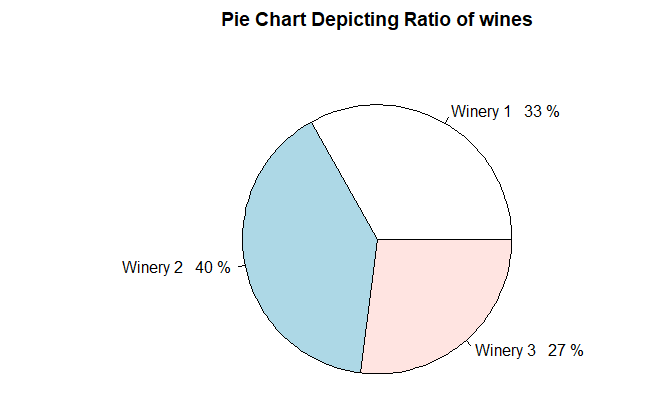 Pie Chart Depicting Ratio of wines
Winery 1 33 %
Winery 2 40 %
Winery 3 27 %